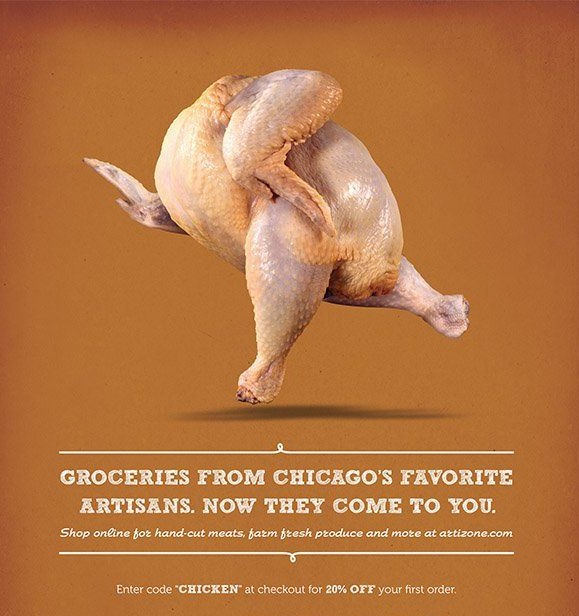 GROCERIES FROM CHICAGO'S FAVORITE
ARTISANS. NOW THEY COME TO YOU.
Shop online for hand-cut meats, farm fresh produce and more at artizone.com
Enter code "CHICKEN" at checkout for 20% OFF your first order.